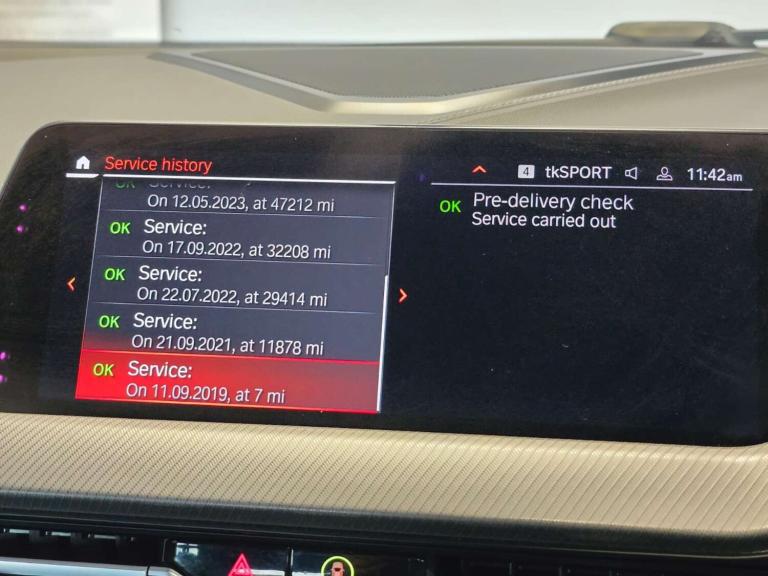 Service history
4 tkSPORT 11:42am
OK Service:
On 12.05.2023, at 47212 mi
OK Service:
On 17.09.2022, at 32208 mi
OK Service:
On 22.07.2022, at 29414 mi
OK Service:
On 21.09.2021, at 11878 mi
OK Service:
On 11.09.2019, at 7 mi
OK Pre-delivery check
Service carried out